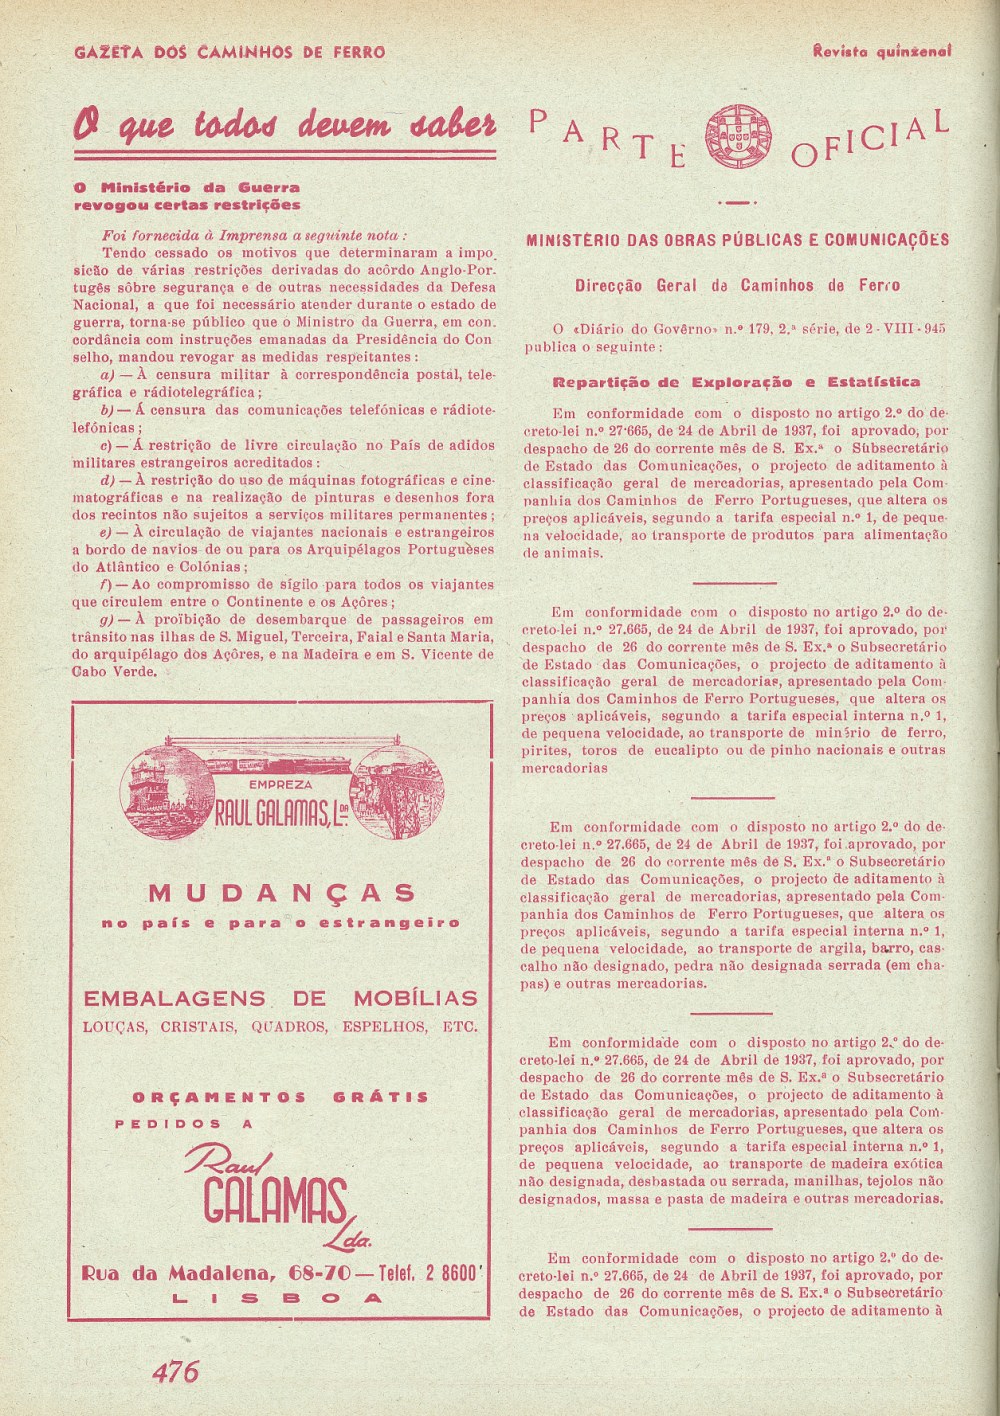 GAZETA DOS CAMINHOS DE FERRO
Revista quinzenal
O que todos devem saber
O Ministério da Guerra
revogou certas restrições
Foi fornecida à Imprensa a seguinte nota :
Tendo cessado os motivos que determinaram a impo
sicão de várias restrições derivadas do acôrdo Anglo-Por-
tugês sôbre segurança e de outras necessidades da Defesa
Nacional, a que foi necessário atender durante o estado de
guerra, torna-se público que o Ministro da Guerra, em con.
cordância com instruções emanadas da Presidência do Con
selho, mandou revogar as medidas respeitantes :
a) — À censura militar à correspondência postal, tele-
gráfica e rádiotelegráfica ;
b) — Á censura das comunicações telefónicas e rádiote-
lefónicas ;
c) — Á restrição de livre circulação no País de adidos
militares estrangeiros acreditados :
d) — À restrição do uso de máquinas fotográficas e cine-
matográficas e na realização de pinturas e desenhos fora
dos recintos não sujeitos a serviços militares permanentes ;
e) — À circulação de viajantes nacionais e estrangeiros
a bordo de navios de ou para os Arquipélagos Portuguèses
do Atlântico e Colónias ;
f) — Ao compromisso de sígilo para todos os viajantes
que circulem entre o Continente e os Açôres ;
g) — À proïbição de desembarque de passageiros em
trânsito nas ilhas de S. Miguel, Terceira, Faial e Santa Maria,
do arquipélago dos Açôres, e na Madeira e em S. Vicente de
Cabo Verde.
EMPREZA
RAUL GALAMAS, L.DA
MUDANÇAS
no país e para o estrangeiro
EMBALAGENS DE MOBÍLIAS
LOUÇAS, CRISTAIS, QUADROS, ESPELHOS, ETC.
ORÇAMENTOS GRÁTIS
PEDIDOS A
Raul
GALAMAS
Lda.
Rua da Madalena, 68-70 — Telef. 2 8600
LISBOA
476
PARTE OFICIAL
MINISTÉRIO DAS OBRAS PÚBLICAS E COMUNICAÇÕES
Direcção Geral de Caminhos de Ferro
O «Diário do Govêrno» n.º 179, 2.ª série, de 2 - VIII - 945
publica o seguinte :
Repartição de Exploração e Estatística
Em conformidade com o disposto no artigo 2.º do de-
creto-lei n.º 27·665, de 24 de Abril de 1937, foi aprovado, por
despacho de 26 do corrente mês de S. Ex.ª o Subsecretário
de Estado das Comunicações, o projecto de aditamento à
classificação geral de mercadorias, apresentado pela Com-
panhia dos Caminhos de Ferro Portugueses, que altera os
preços aplicáveis, segundo a tarifa especial n.º 1, de peque-
na velocidade, ao transporte de produtos para alimentação
de animais.
Em conformidade com o disposto no artigo 2.º do de-
creto-lei n.º 27.665, de 24 de Abril de 1937, foi aprovado, por
despacho de 26 do corrente mês de S. Ex.ª o Subsecretário
de Estado das Comunicações, o projecto de aditamento à
classificação geral de mercadorias, apresentado pela Com-
panhia dos Caminhos de Ferro Portugueses, que altera os
preços aplicáveis, segundo a tarifa especial interna n.º 1,
de pequena velocidade, ao transporte de minério de ferro,
pirites, toros de eucalipto ou de pinho nacionais e outras
mercadorias
Em conformidade com o disposto no artigo 2.º do de-
creto-lei n.º 27.665, de 24 de Abril de 1937, foi aprovado, por
despacho de 26 do corrente mês de S. Ex.ª o Subsecretário
de Estado das Comunicações, o projecto de aditamento à
classificação geral de mercadorias, apresentado pela Com-
panhia dos Caminhos de Ferro Portugueses, que altera os
preços aplicáveis, segundo a tarifa especial interna n.º 1,
de pequena velocidade, ao transporte de argila, barro, cas-
calho não designado, pedra não designada serrada (em cha-
pas) e outras mercadorias.
Em conformidade com o disposto no artigo 2.º do de-
creto-lei n.º 27.665, de 24 de Abril de 1937, foi aprovado, por
despacho de 26 do corrente mês de S. Ex.ª o Subsecretário
de Estado das Comunicações, o projecto de aditamento à
classificação geral de mercadorias, apresentado pela Com-
panhia dos Caminhos de Ferro Portugueses, que altera os
preços aplicáveis, segundo a tarifa especial interna n.º 1,
de pequena velocidade, ao transporte de madeira exótica
não designada, desbastada ou serrada, manilhas, tejolos não
designados, massa e pasta de madeira e outras mercadorias.
Em conformidade com o disposto no artigo 2.º do de-
creto-lei n.º 27.665, de 24 de Abril de 1937, foi aprovado, por
despacho de 26 do corrente mês de S. Ex.ª o Subsecretário
de Estado das Comunicações, o projecto de aditamento à